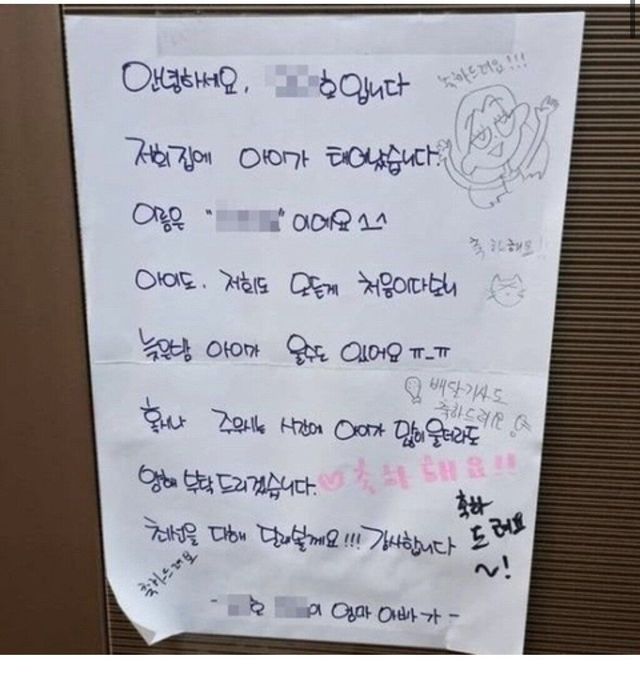 안녕하세요, 호입니다
축하드려요!!!
저희집에 아이가 태어났습니다.
이름은 " " 이에요 ^_^
축하해요!!
아이도, 저희도 모든게 처음이다보니
늦은밤 아이가 울수도 있어요 ㅠ_ㅠ
배달기사도
축하드려요
혹시나 주무시는 시간에 아이가 많이 울더라도
양해 부탁드리겠습니다.
♡축하해요!!
최선을 다해 달래볼게요!!! 감사합니다
축하
드려요
~!
축하드려요
- 호 이 엄마 아빠가 -